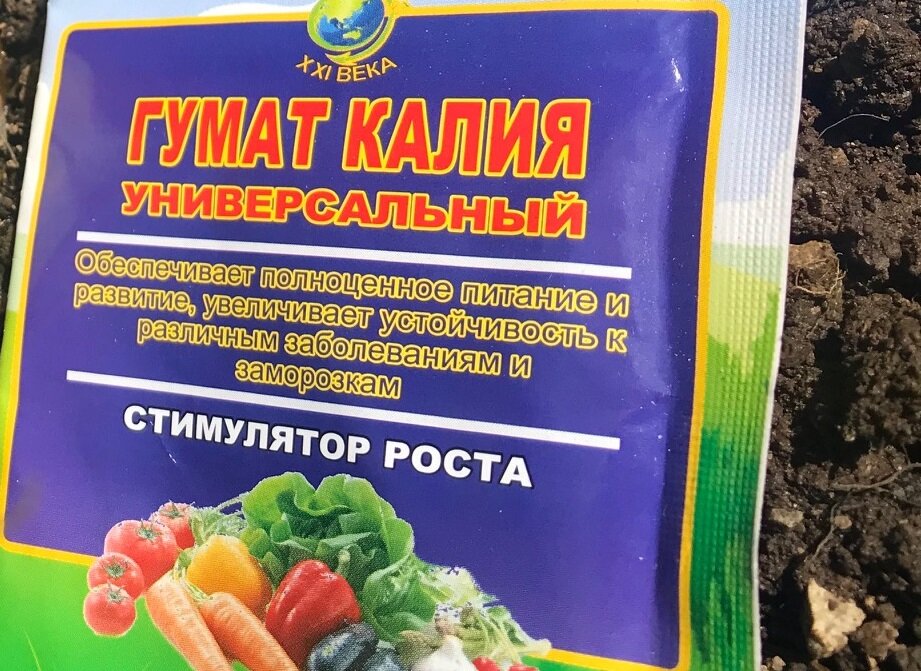 XXI ВЕКА
ГУМАТ КАЛИЯ
УНИВЕРСАЛЬНЫЙ
Обеспечивает полноценное питание и
развитие, увеличивает устойчивость к
различным заболеваниям и
заморозкам
СТИМУЛЯТОР РОСТА